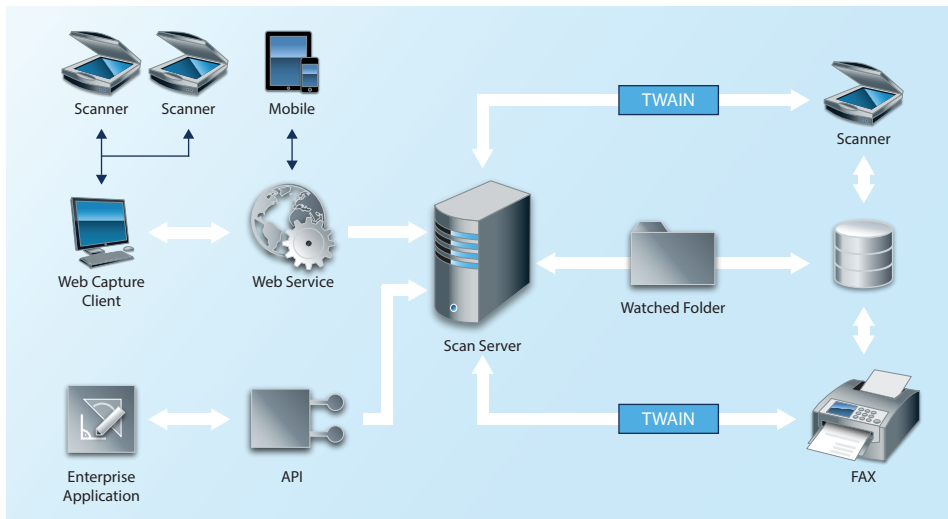 Scanner
Scanner
Mobile
TWAIN
Scanner
Web Capture
Client
Web Service
Scan Server
Watched Folder
TWAIN
Enterprise
Application
API
FAX